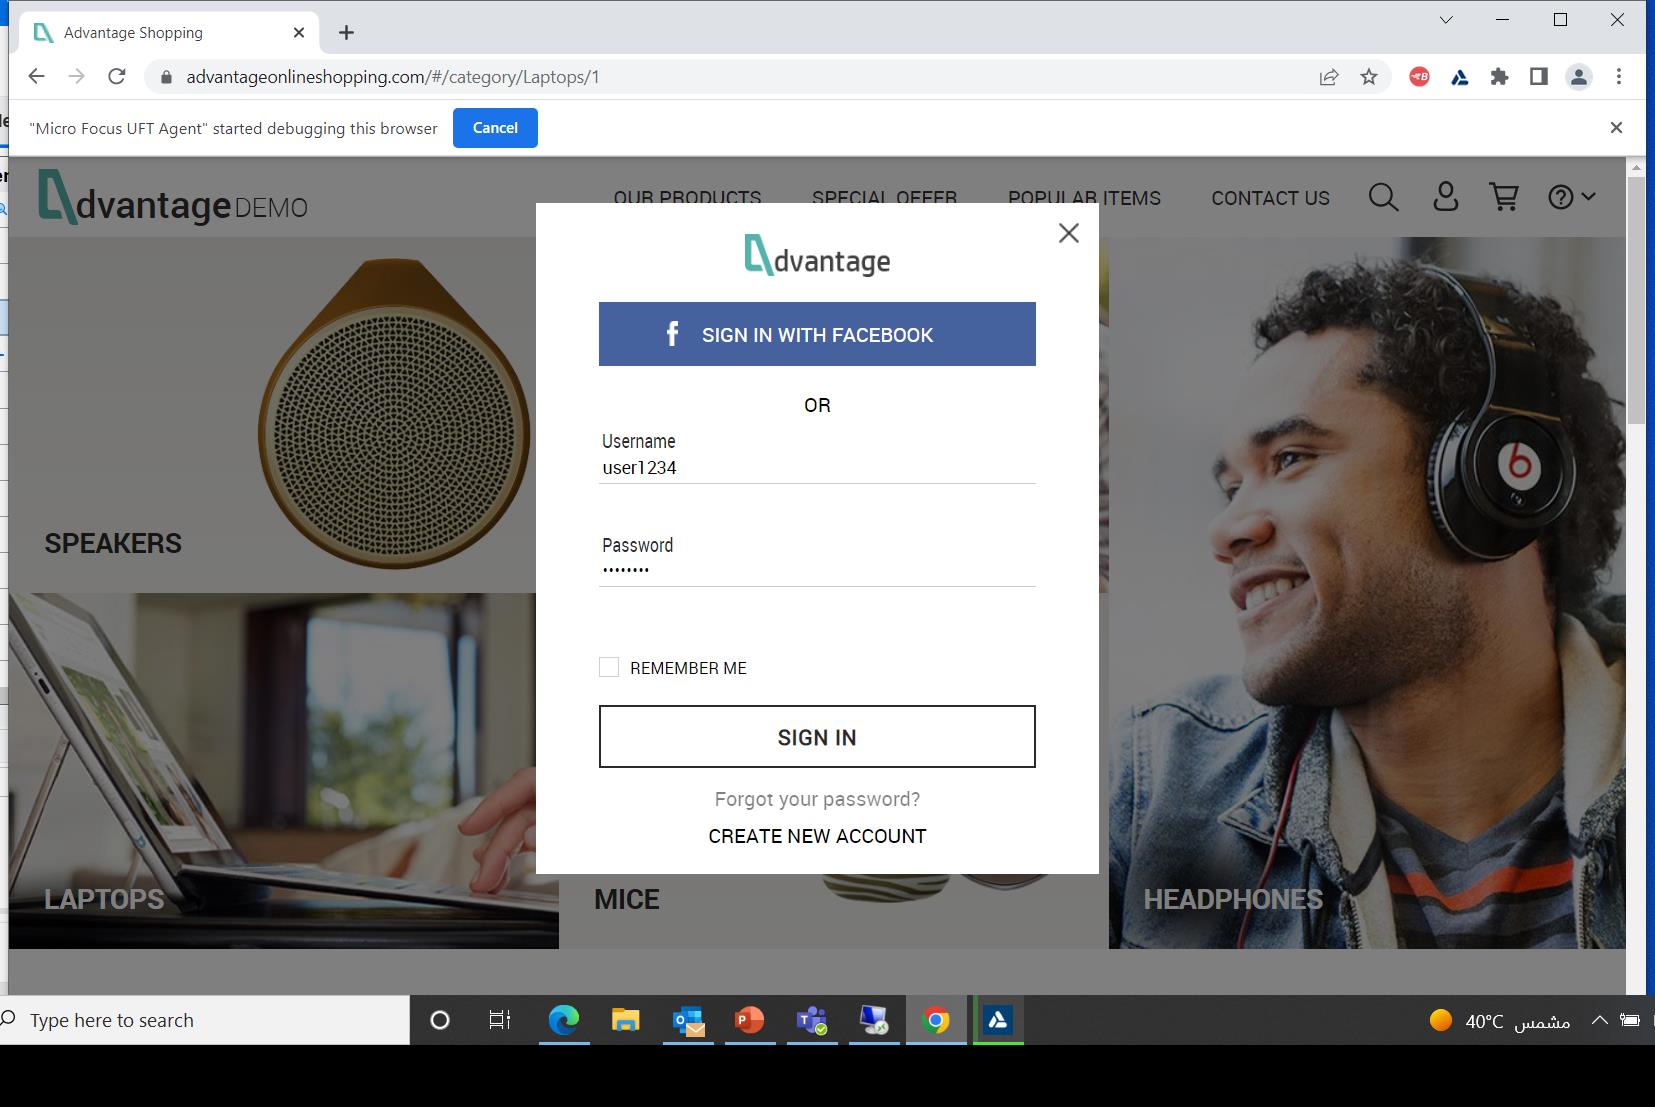 Advantage Shopping
advantageonlineshopping.com/#/category/Laptops/1
"Micro Focus UFT Agent" started debugging this browser Cancel
dvantage DEMO OUR PRODUCTS SPECIAL OFFER POPULAR ITEMS CONTACT US
dvantage
SIGN IN WITH FACEBOOK
OR
Username
user1234
Password
••••••••
REMEMBER ME
SIGN IN
Forgot your password?
CREATE NEW ACCOUNT
SPEAKERS
LAPTOPS
MICE
HEADPHONES
Type here to search
40°C مشمس